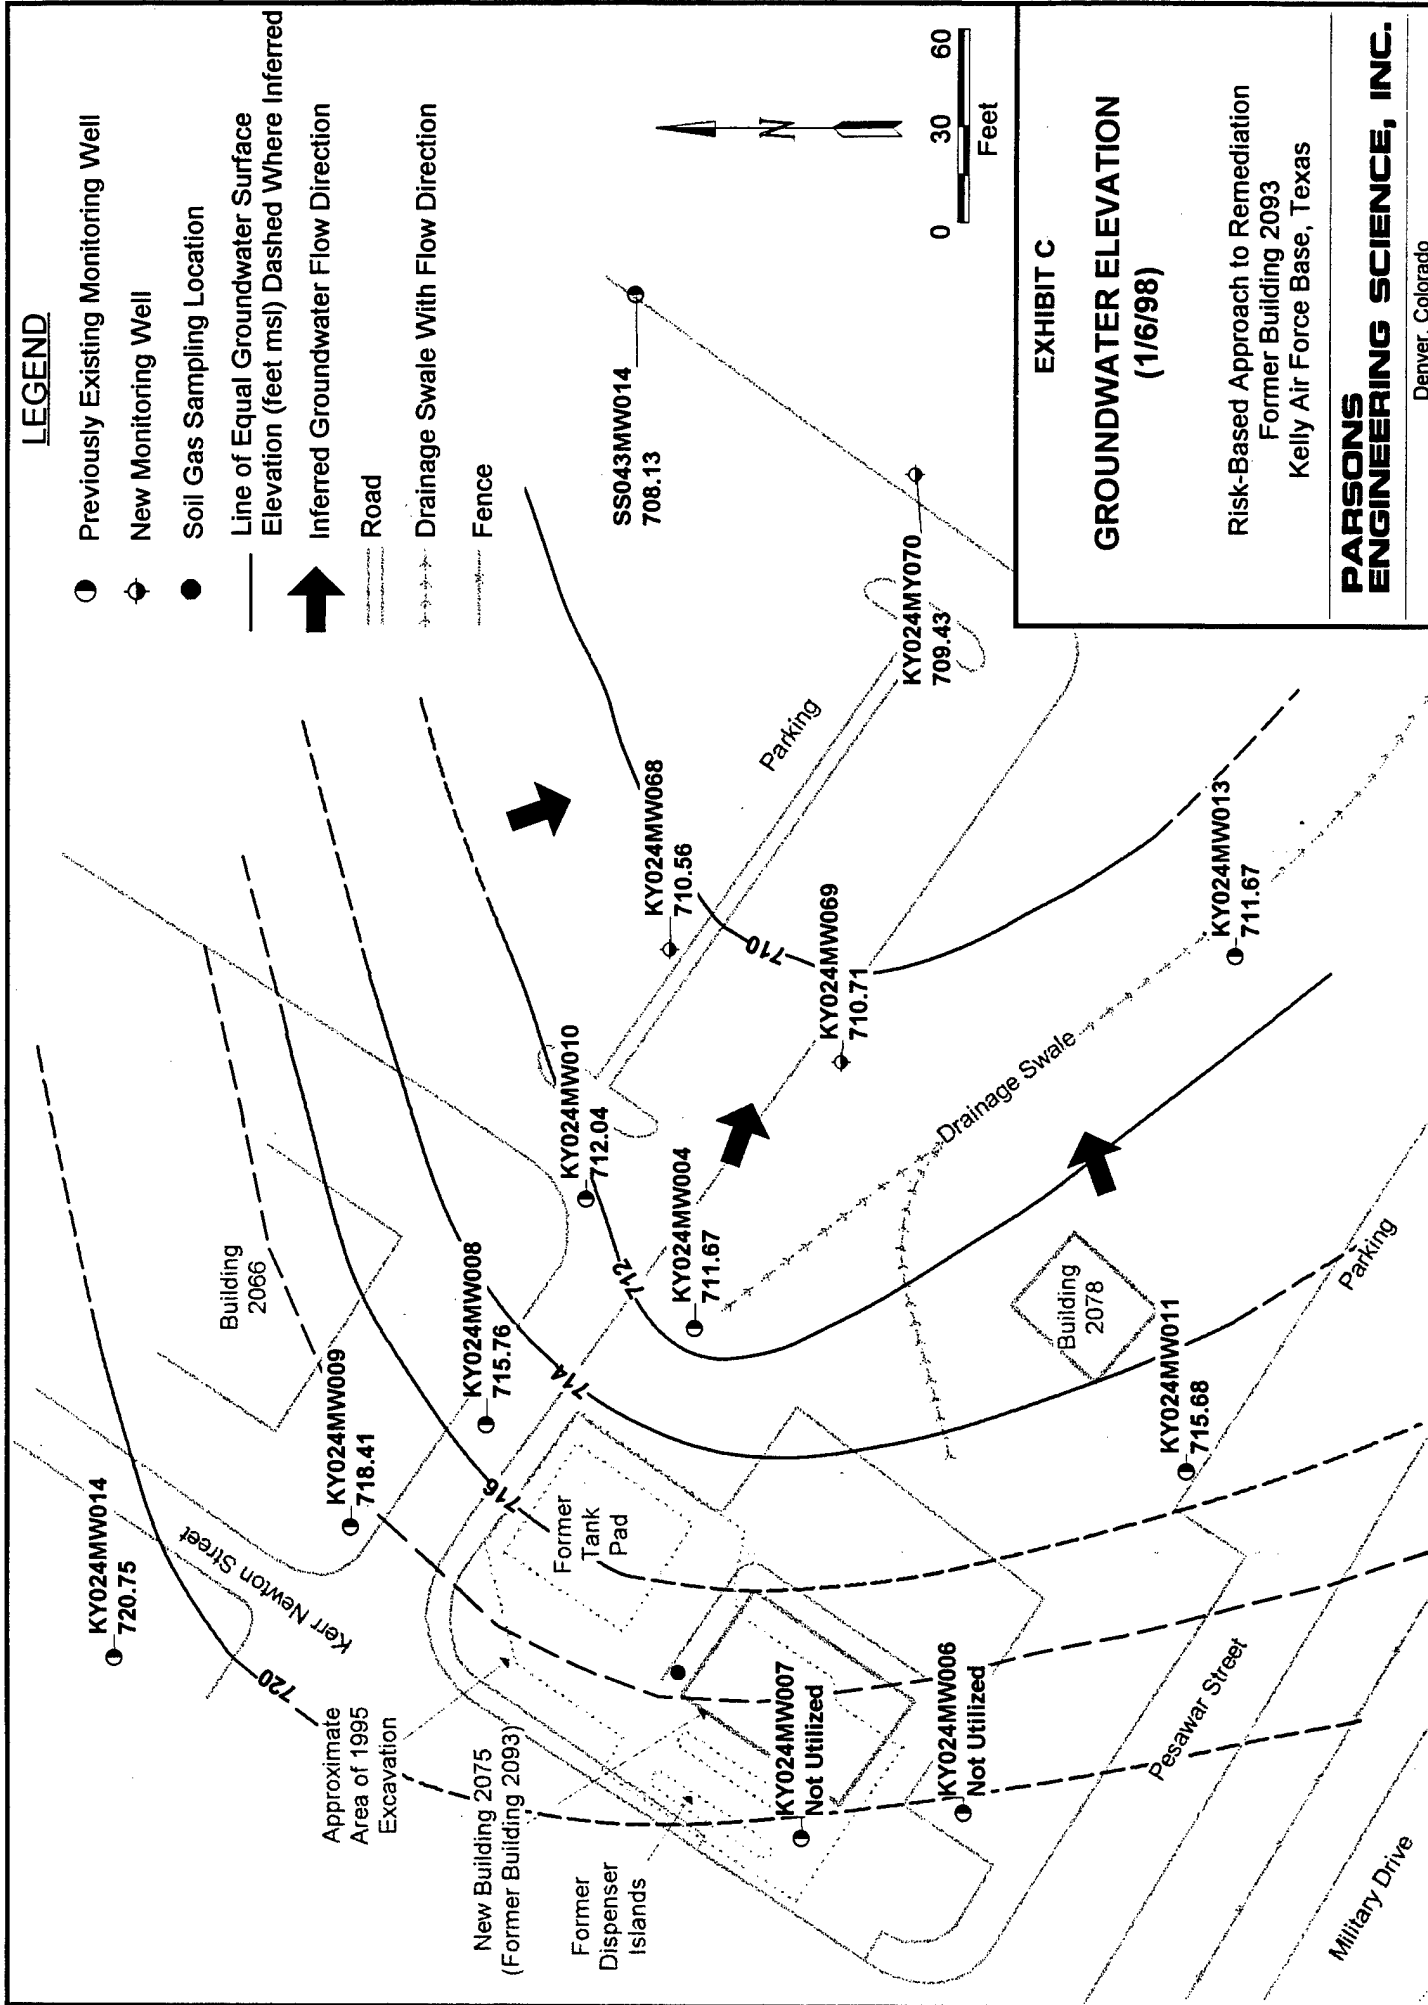 LEGEND
Previously Existing Monitoring Well
New Monitoring Well
Soil Gas Sampling Location
Line of Equal Groundwater Surface
Elevation (feet msl) Dashed Where Inferred
Inferred Groundwater Flow Direction
Road
Drainage Swale With Flow Direction
Fence
KY024MW014
720.75
Kerr Newton Street
KY024MW009
718.41
Building
2066
KY024MW008
715.76
KY024MW010
712.04
KY024MW004
711.67
KY024MW068
710.56
KY024MW069
710.71
SS043MW014
708.13
KY024MY070
709.43
KY024MW013
711.67
KY024MW011
715.68
KY024MW007
Not Utilized
KY024MW006
Not Utilized
720
716
714
712
710
Approximate
Area of 1995
Excavation
New Building 2075
(Former Building 2093)
Former
Dispenser
Islands
Former
Tank
Pad
Building
2078
Drainage Swale
Parking
Parking
Pesawar Street
Military Drive
N
0 30 60
Feet
EXHIBIT C
GROUNDWATER ELEVATION
(1/6/98)
Risk-Based Approach to Remediation
Former Building 2093
Kelly Air Force Base, Texas
PARSONS
ENGINEERING SCIENCE, INC.
Denver, Colorado